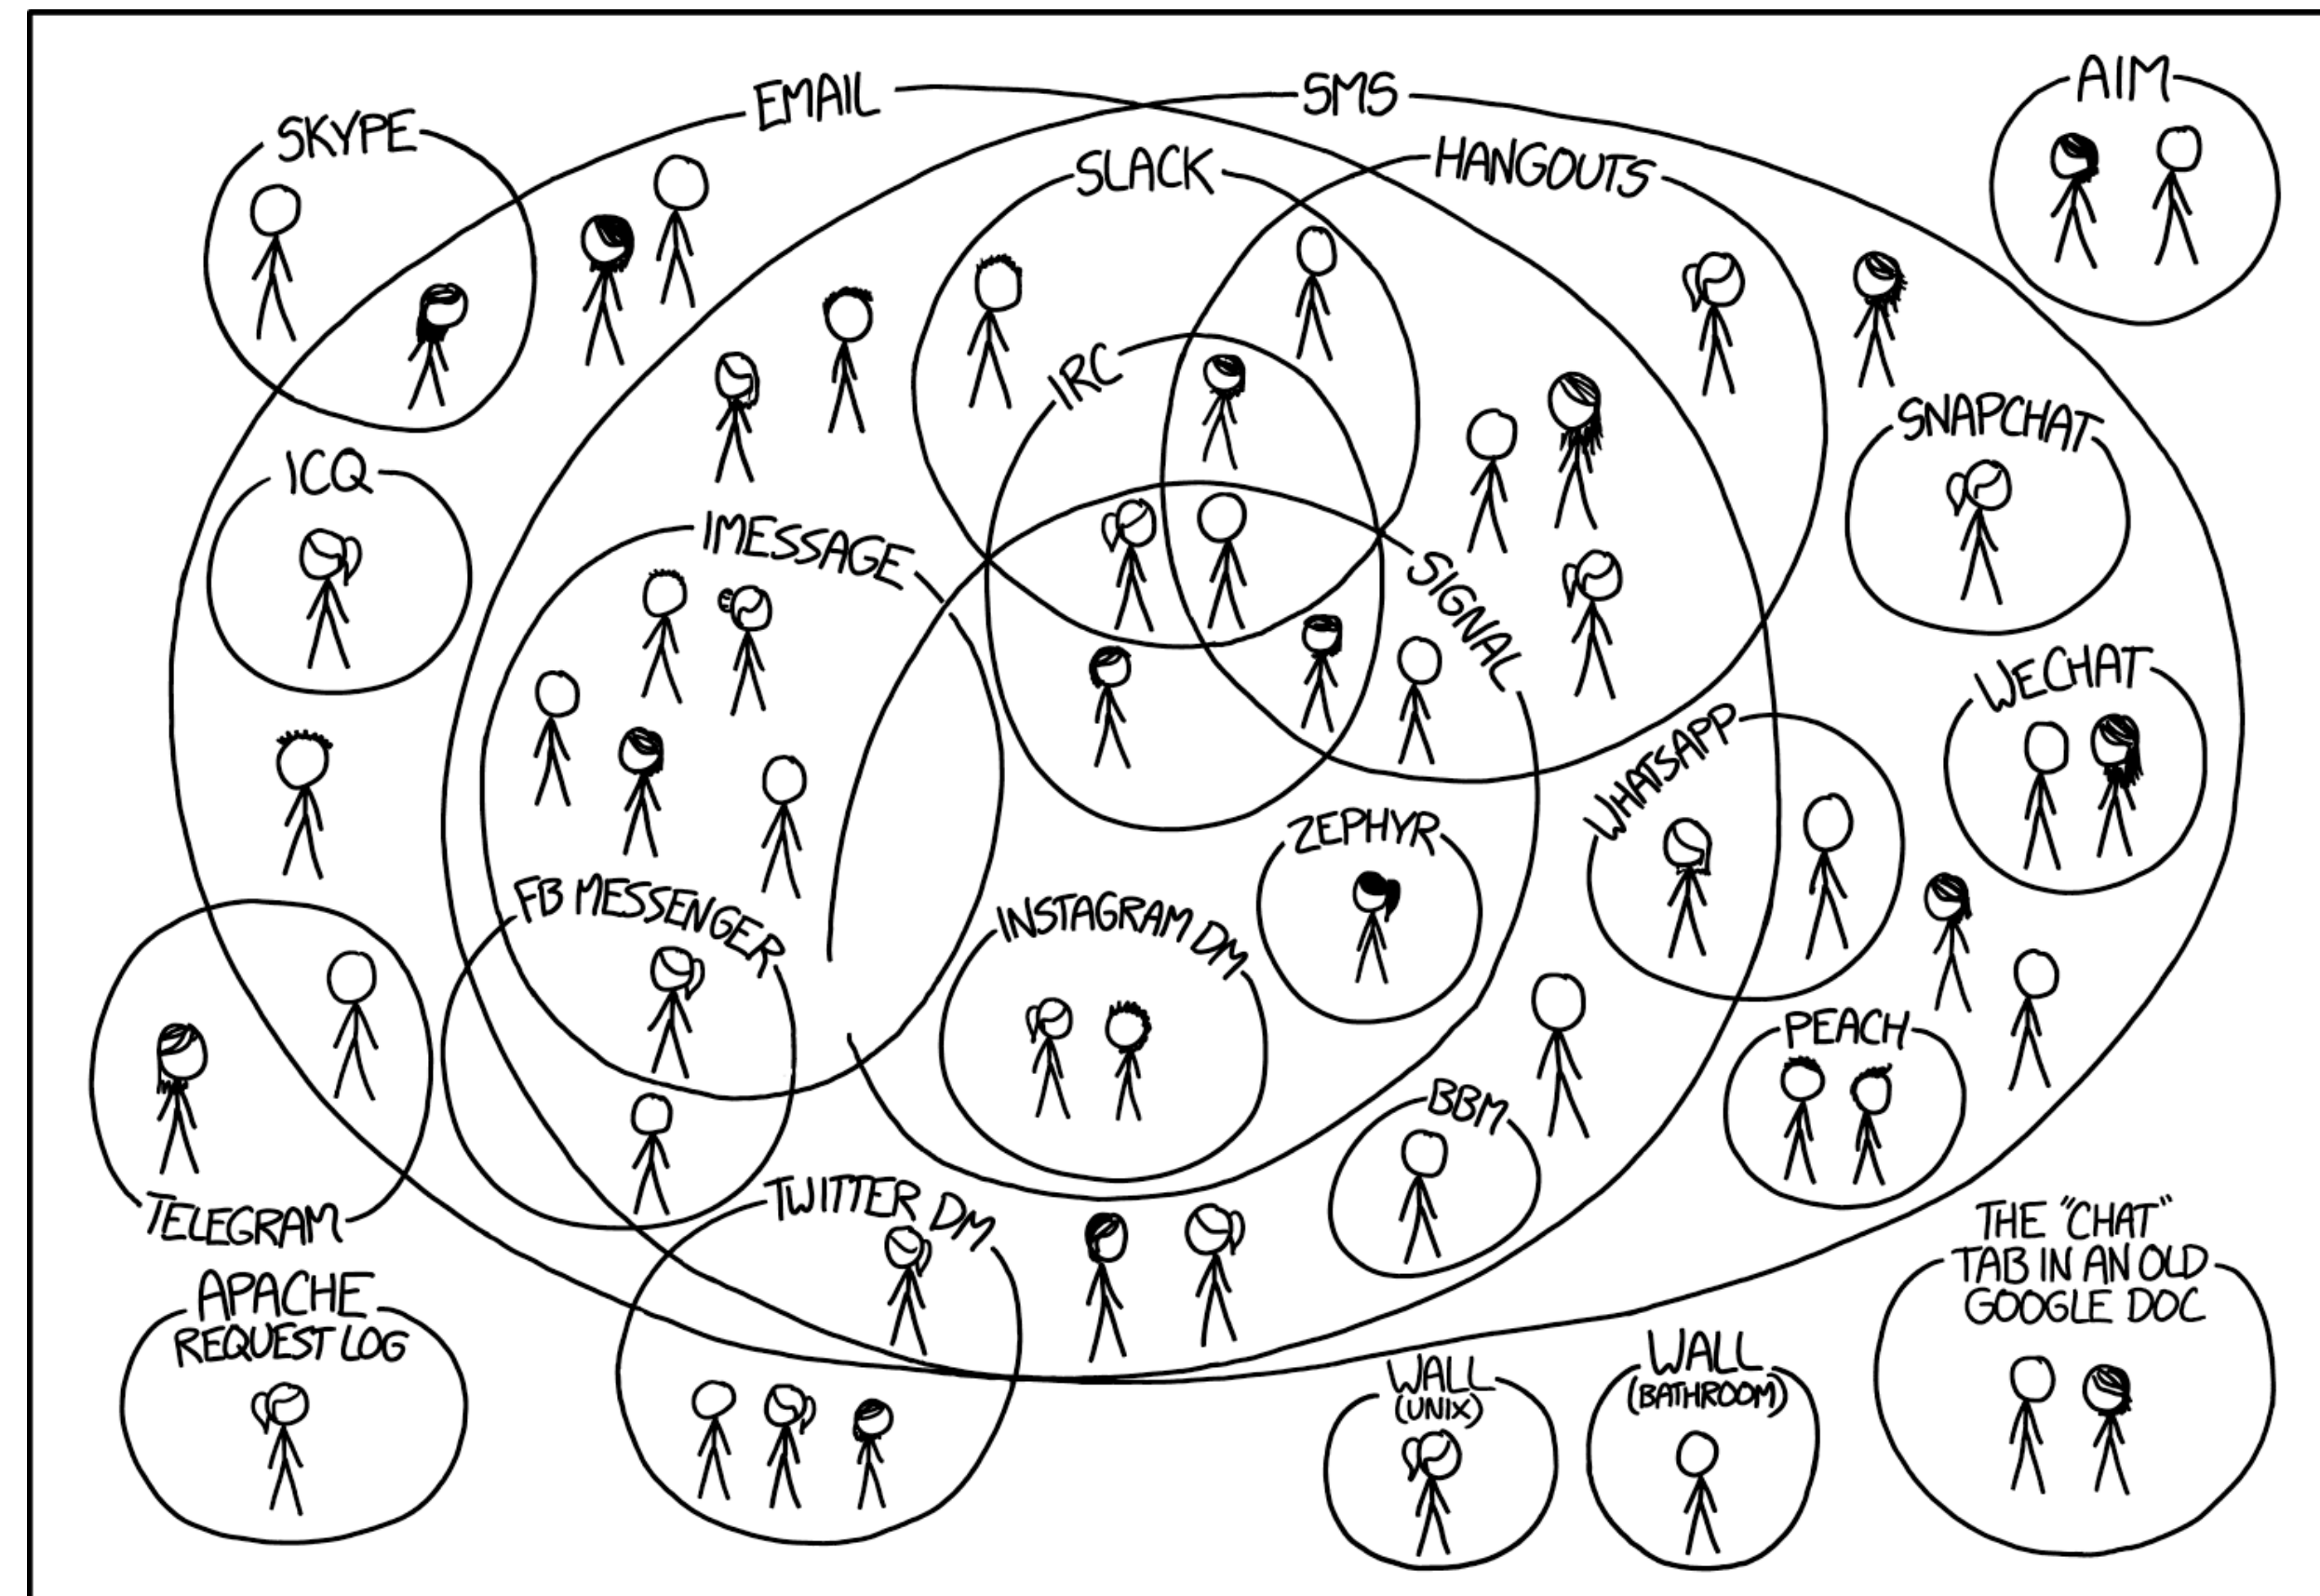 EMAIL
SMS
AIM
SKYPE
SLACK
HANGOUTS
IRC
SNAPCHAT
ICQ
IMESSAGE
SIGNAL
WECHAT
WHATSAPP
ZEPHYR
FB MESSENGER
INSTAGRAM DM
PEACH
BBM
TELEGRAM
TWITTER DM
THE "CHAT"
TAB IN AN OLD
GOOGLE DOC
APACHE
REQUEST LOG
WALL
(UNIX)
WALL
(BATHROOM)